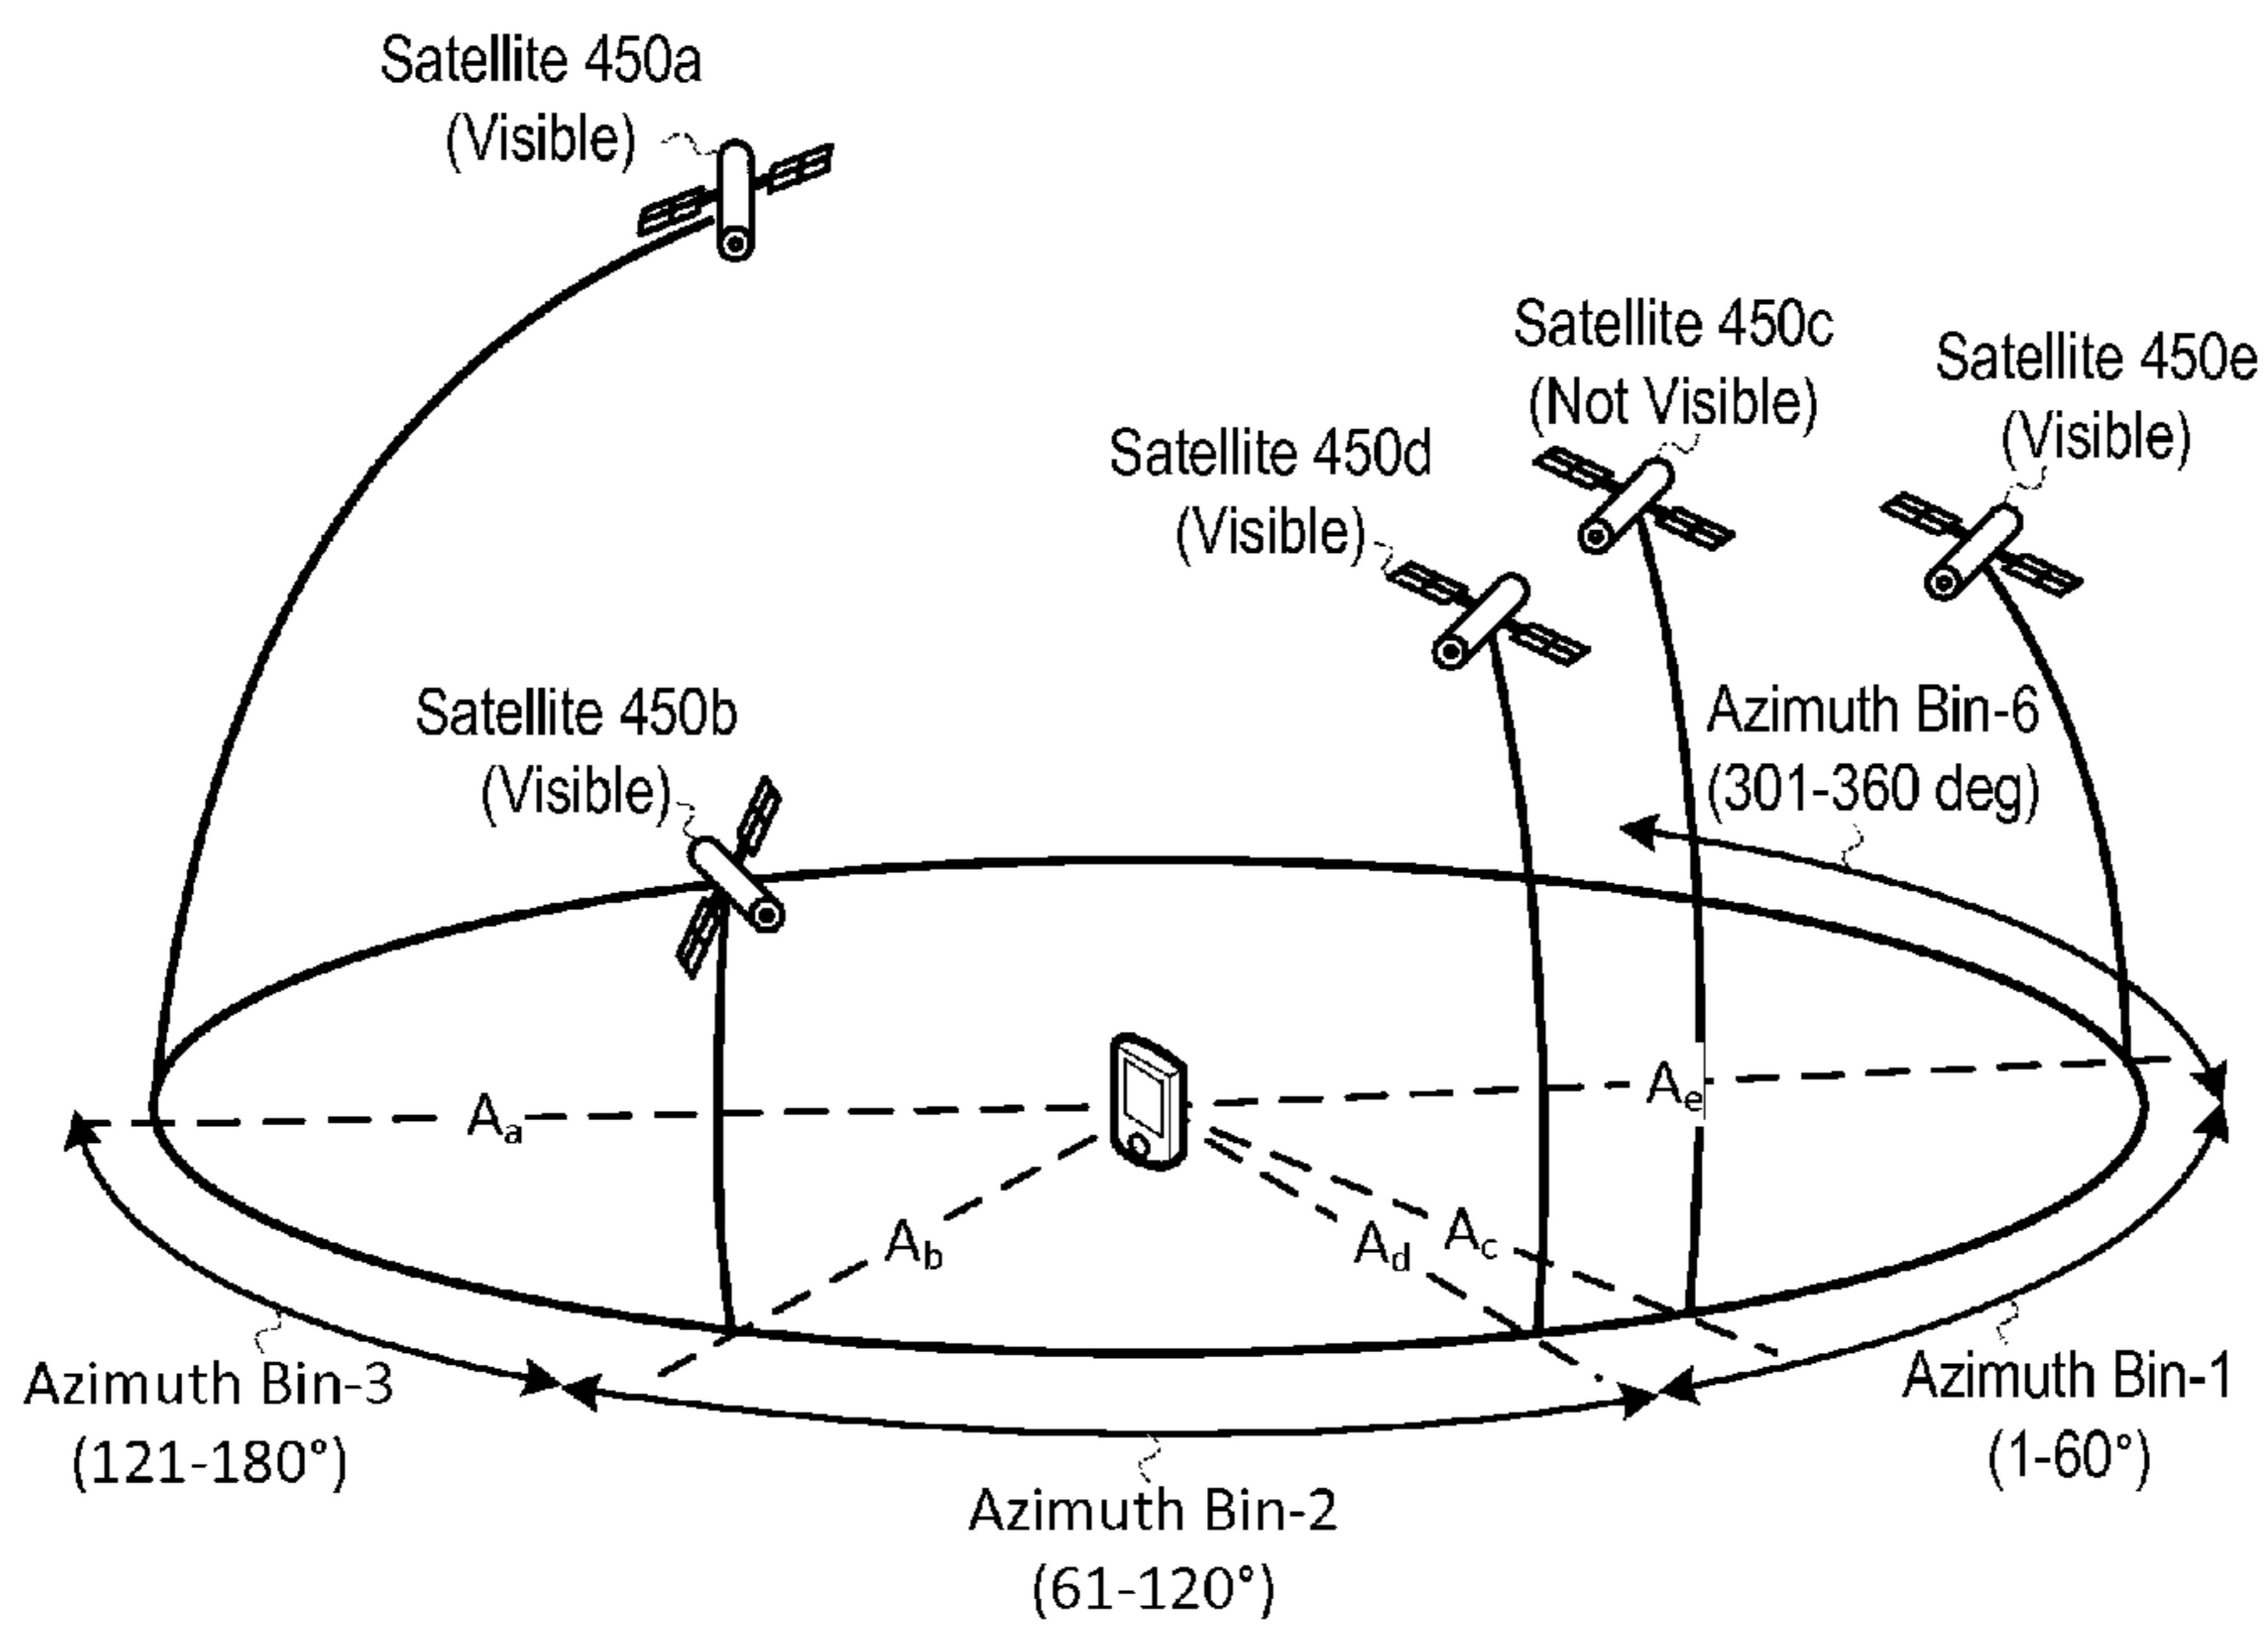 Satellite 450a
(Visible)
Satellite 450c
(Not Visible)
Satellite 450e
(Visible)
Satellite 450d
(Visible)
Satellite 450b
(Visible)
Azimuth Bin-6
(301-360 deg)
Aa
Ae
Ab
Ad
Ac
Azimuth Bin-3
(121-180°)
Azimuth Bin-1
(1-60°)
Azimuth Bin-2
(61-120°)